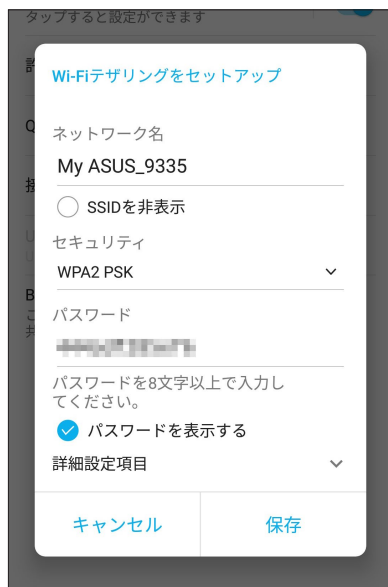 タップすると設定ができます
Wi-Fiテザリングをセットアップ
ネットワーク名
My ASUS_9335
SSIDを非表示
セキュリティ
WPA2 PSK
パスワード
パスワードを8文字以上で入力し
てください。
パスワードを表示する
詳細設定項目
キャンセル
保存